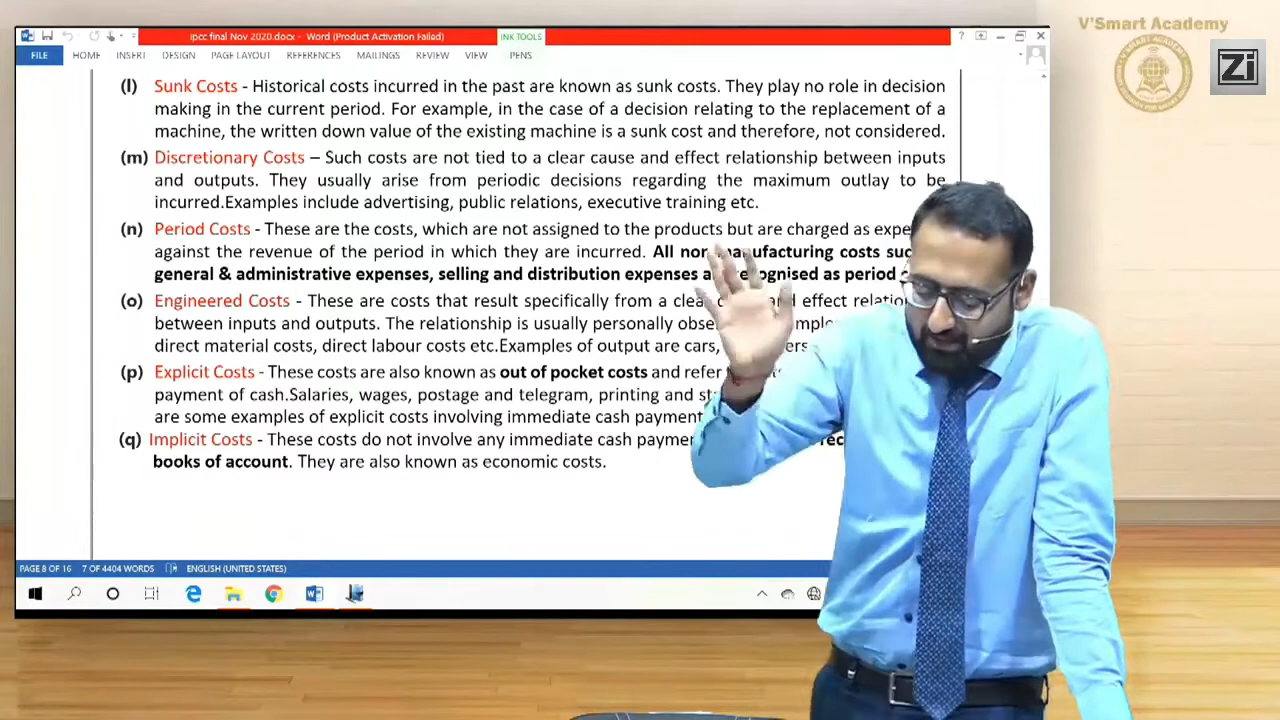 V'Smart Academy
Zi
ipcc final Nov 2020.docx - Word (Product Activation Failed)
INK TOOLS
FILE HOME INSERT DESIGN PAGE LAYOUT REFERENCES MAILINGS REVIEW VIEW PENS
(l) Sunk Costs - Historical costs incurred in the past are known as sunk costs. They play no role in decision
making in the current period. For example, in the case of a decision relating to the replacement of a
machine, the written down value of the existing machine is a sunk cost and therefore, not considered.
(m) Discretionary Costs – Such costs are not tied to a clear cause and effect relationship between inputs
and outputs. They usually arise from periodic decisions regarding the maximum outlay to be
incurred.Examples include advertising, public relations, executive training etc.
(n) Period Costs - These are the costs, which are not assigned to the products but are charged as
against the revenue of the period in which they are incurred. All
general & administrative expenses, selling and distribution expenses as period
(o) Engineered Costs - These are costs that result specifically from a effect
between inputs and outputs. The relationship is usually personally
direct material costs, direct labour costs etc.Examples of output are cars,
(p) Explicit Costs - These costs are also known as out of pocket costs and refer
payment of cash.Salaries, wages, postage and telegram, printing and
are some examples of explicit costs involving immediate cash
(q) Implicit Costs - These costs do not involve any immediate cash
books of account. They are also known as economic costs.
PAGE 8 OF 16 7 OF 4404 WORDS ENGLISH (UNITED STATES)